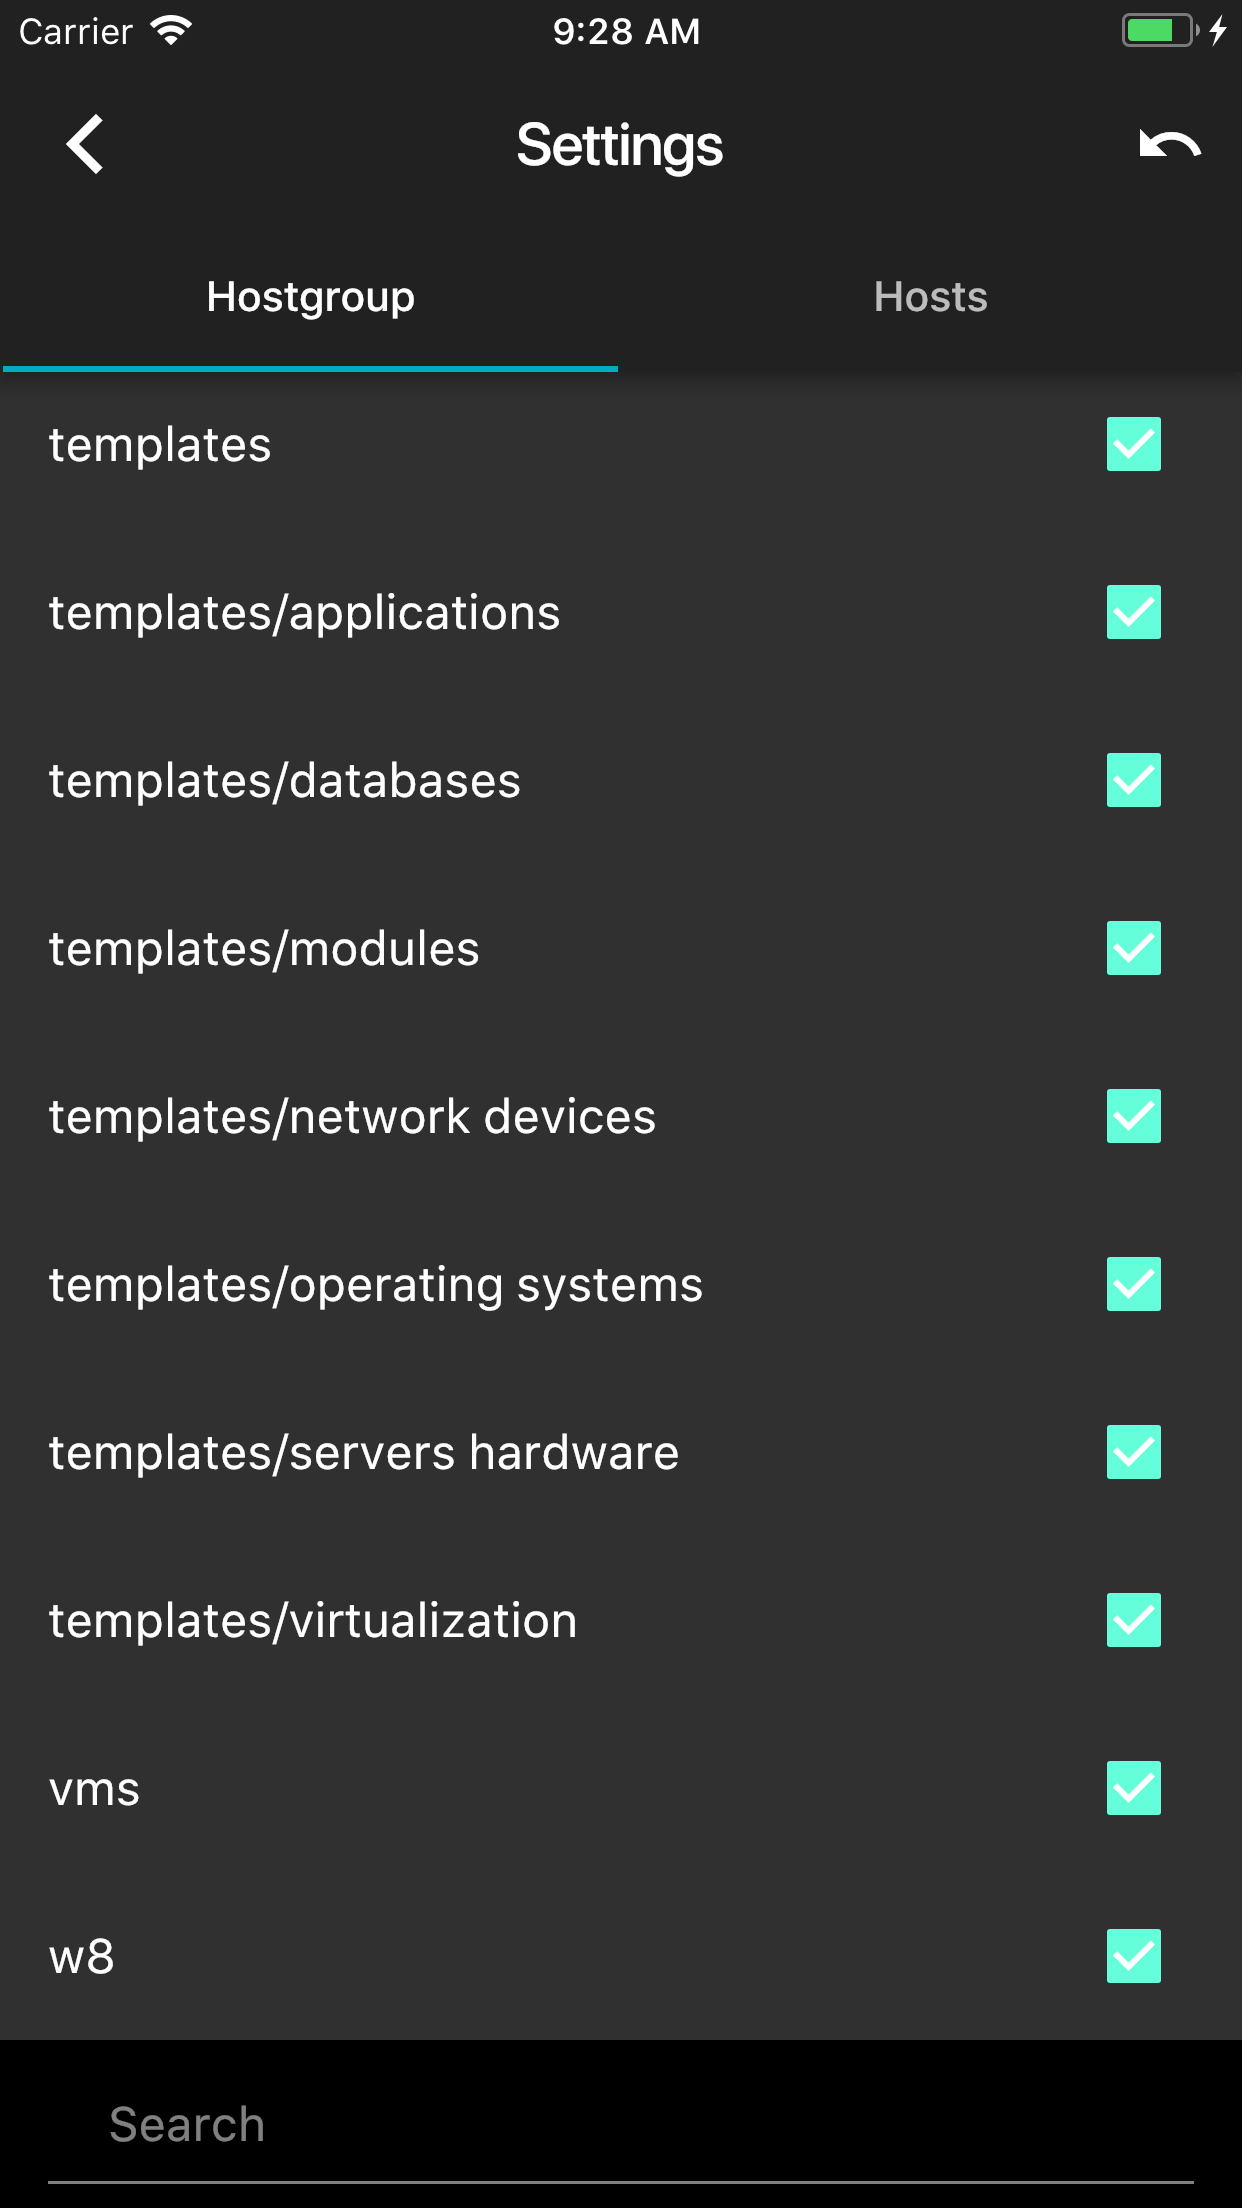 Carrier 9:28 AM
Settings
Hostgroup Hosts
templates
templates/applications
templates/databases
templates/modules
templates/network devices
templates/operating systems
templates/servers hardware
templates/virtualization
vms
w8
Search